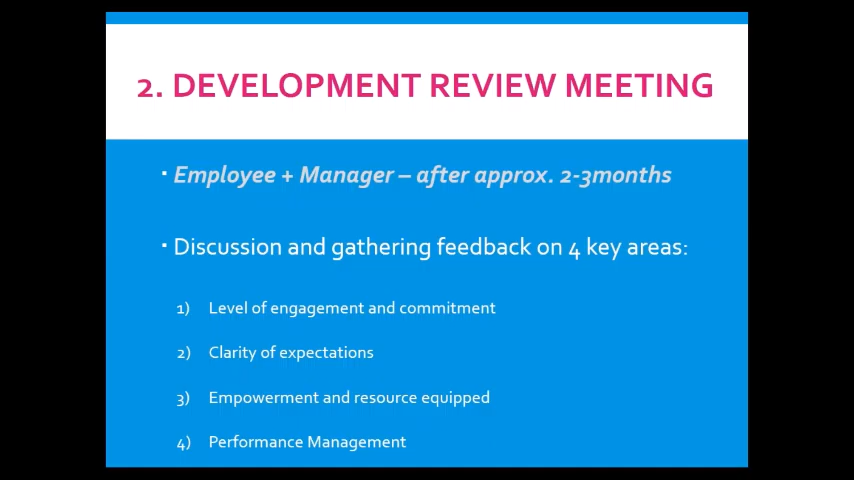 2. DEVELOPMENT REVIEW MEETING
▪ Employee + Manager – after approx. 2-3months
▪ Discussion and gathering feedback on 4 key areas:
1) Level of engagement and commitment
2) Clarity of expectations
3) Empowerment and resource equipped
4) Performance Management